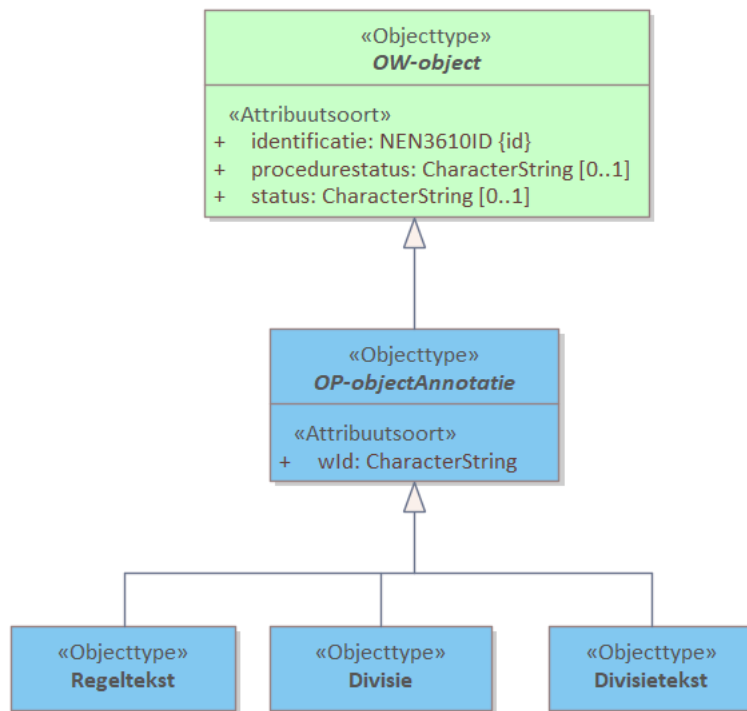 «Objecttype»
OW-object
«Attribuutsoort»
+ identificatie: NEN3610ID {id}
+ procedurestatus: CharacterString [0..1]
+ status: CharacterString [0..1]
«Objecttype»
OP-objectAnnotatie
«Attribuutsoort»
+ wId: CharacterString
«Objecttype»
Regeltekst
«Objecttype»
Divisie
«Objecttype»
Divisietekst